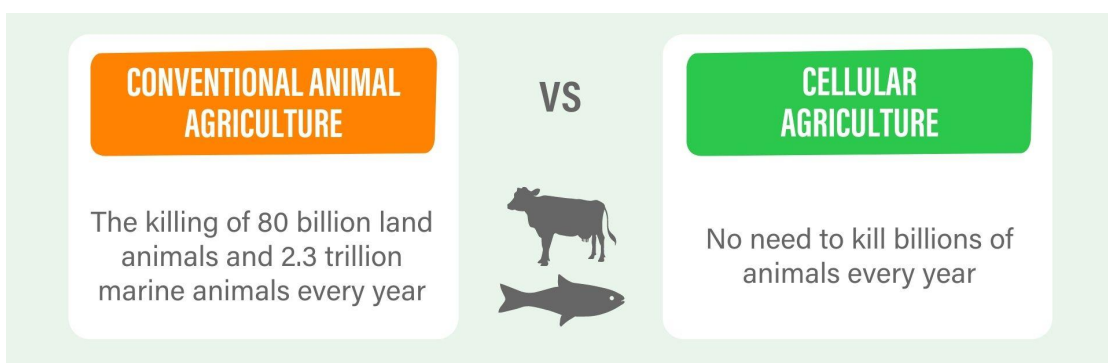 CONVENTIONAL ANIMAL
AGRICULTURE
The killing of 80 billion land
animals and 2.3 trillion
marine animals every year
VS
CELLULAR
AGRICULTURE
No need to kill billions of
animals every year